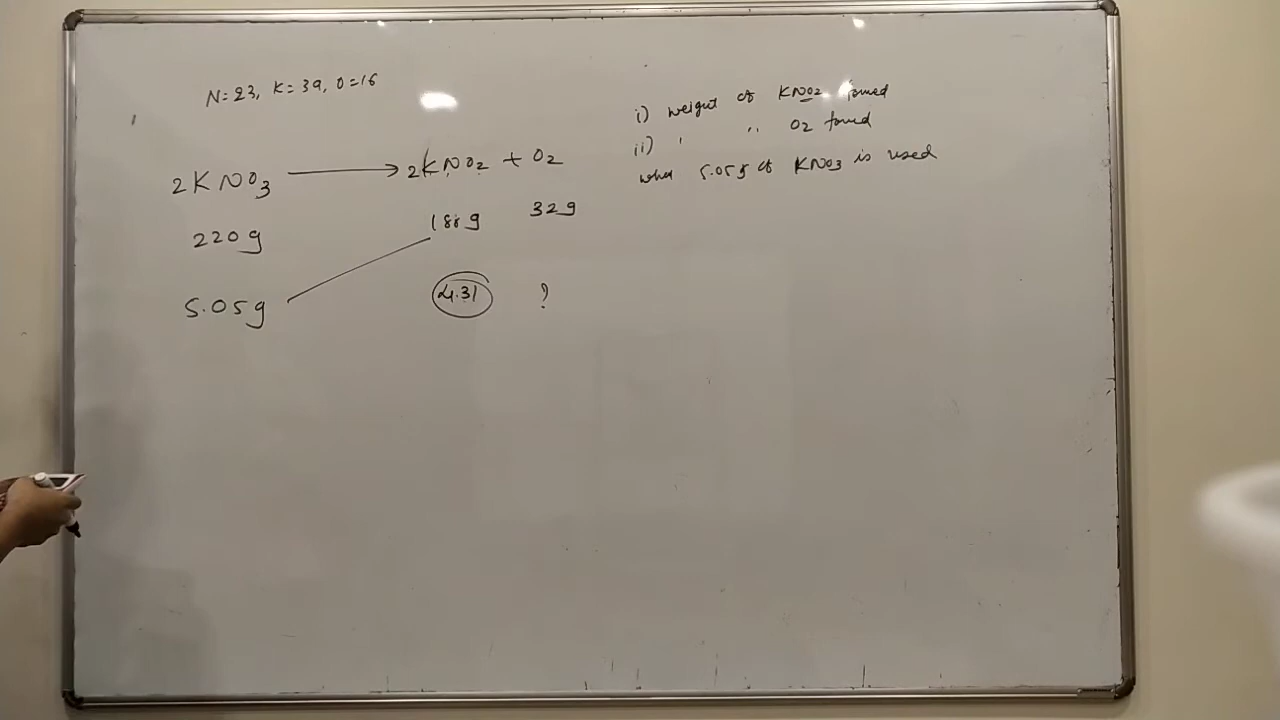 N=23, K=39, O=16
2KNO3 ⟶ 2KNO2 + O2
220g 188g 32g
5.05g 4.31 ?
i) weight of KNO2 formed
ii) " " O2 formed
when 5.05g of KNO3 is used